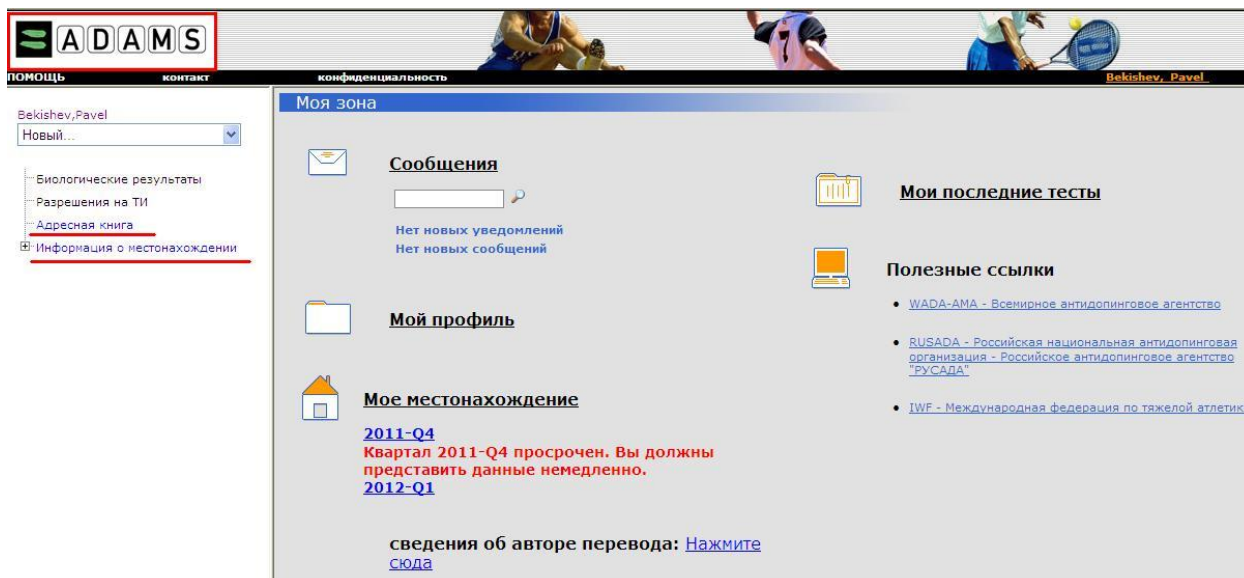 ADAMS
7
помощь контакт конфиденциальность Bekishev, Pavel
Bekishev,Pavel
Новый...
Биологические результаты
Разрешения на ТИ
Адресная книга
Информация о местонахождении
Моя зона
Сообщения
Нет новых уведомлений
Нет новых сообщений
Мой профиль
Мое местонахождение
2011-Q4
Квартал 2011-Q4 просрочен. Вы должны
представить данные немедленно.
2012-Q1
сведения об авторе перевода: Нажмите
сюда
Мои последние тесты
Полезные ссылки
WADA-AMA - Всемирное антидопинговое агентство
RUSADA - Российская национальная антидопинговая
организация - Российское антидопинговое агентство
"РУСАДА"
IWF - Международная федерация по тяжелой атлетик